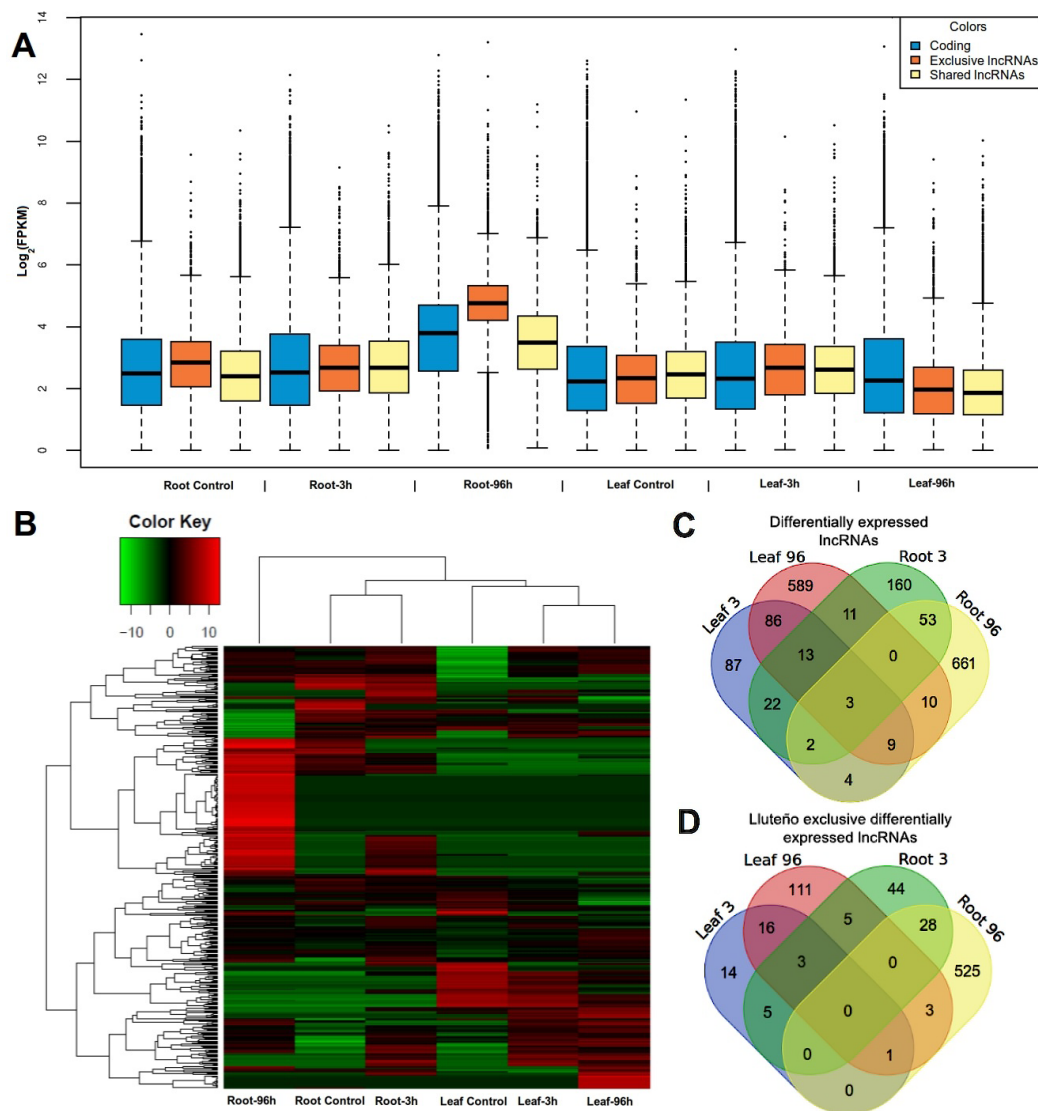 A
Colors
Coding
Exclusive lncRNAs
Shared lncRNAs
14
12
10
8
6
4
2
0
Log2(FPKM)
Root Control | Root-3h | Root-96h | Leaf Control | Leaf-3h | Leaf-96h
B
Color Key
−10 0 10
Root-96h Root Control Root-3h Leaf Control Leaf-3h Leaf-96h
C
Differentially expressed
lncRNAs
Leaf 96 Root 3
Leaf 3 Root 96
589 160
86 11 53
87 13 0 661
22 3 10
2 9
4
D
Lluteño exclusive differentially
expressed lncRNAs
Leaf 96 Root 3
Leaf 3 Root 96
111 44
16 5 28
14 3 0 525
5 0 3
0 1
0